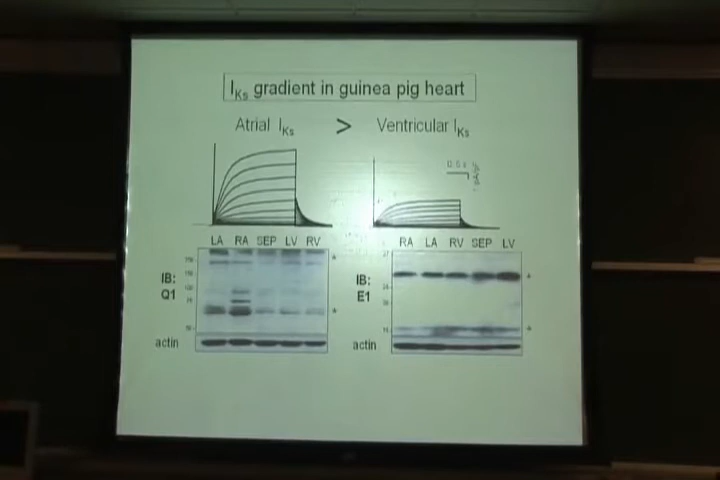 IKs gradient in guinea pig heart
Atrial IKs > Ventricular IKs
LA RA SEP LV RV
RA LA RV SEP LV
IB:
Q1
IB:
E1
actin
actin